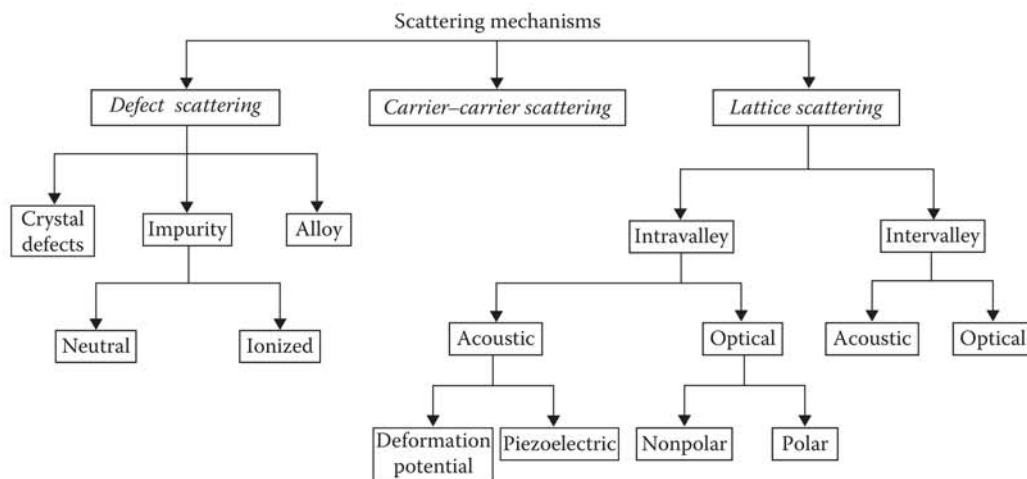 Scattering mechanisms
Defect scattering
Carrier–carrier scattering
Lattice scattering
Crystal
defects
Impurity
Alloy
Intravalley
Intervalley
Neutral
Ionized
Acoustic
Optical
Acoustic
Optical
Deformation
potential
Piezoelectric
Nonpolar
Polar